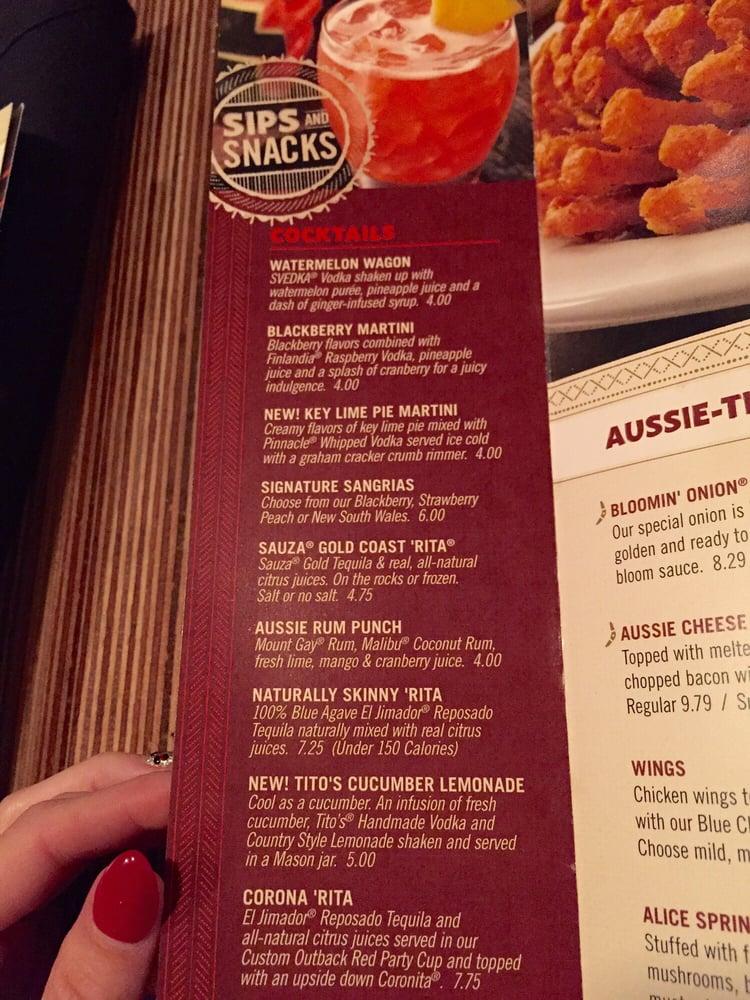 SIPS AND
SNACKS
COCKTAILS
WATERMELON WAGON
SVEDKA® Vodka shaken up with
watermelon purée, pineapple juice and a
dash of ginger-infused syrup. 4.00
BLACKBERRY MARTINI
Blackberry flavors combined with
Finlandia® Raspberry Vodka, pineapple
juice and a splash of cranberry for a juicy
indulgence. 4.00
NEW! KEY LIME PIE MARTINI
Creamy flavors of key lime pie mixed with
Pinnacle® Whipped Vodka served ice cold
with a graham cracker crumb rimmer. 4.00
SIGNATURE SANGRIAS
Choose from our Blackberry, Strawberry
Peach or New South Wales. 6.00
SAUZA® GOLD COAST 'RITA®
Sauza® Gold Tequila & real, all-natural
citrus juices. On the rocks or frozen.
Salt or no salt. 4.75
AUSSIE RUM PUNCH
Mount Gay® Rum, Malibu® Coconut Rum,
fresh lime, mango & cranberry juice. 4.00
NATURALLY SKINNY 'RITA
100% Blue Agave El Jimador® Reposado
Tequila naturally mixed with real citrus
juices. 7.25 (Under 150 Calories)
NEW! TITO'S CUCUMBER LEMONADE
Cool as a cucumber. An infusion of fresh
cucumber, Tito's® Handmade Vodka and
Country Style Lemonade shaken and served
in a Mason jar. 5.00
CORONA 'RITA
El Jimador® Reposado Tequila and
all-natural citrus juices served in our
Custom Outback Red Party Cup and topped
with an upside down Coronita®. 7.75
AUSSIE-T
BLOOMIN' ONION®
Our special onion is
golden and ready to
bloom sauce. 8.29
AUSSIE CHEESE
Topped with melte
chopped bacon wi
Regular 9.79 / S
WINGS
Chicken wings t
with our Blue C
Choose mild, m
ALICE SPRIN
Stuffed with f
mushrooms,